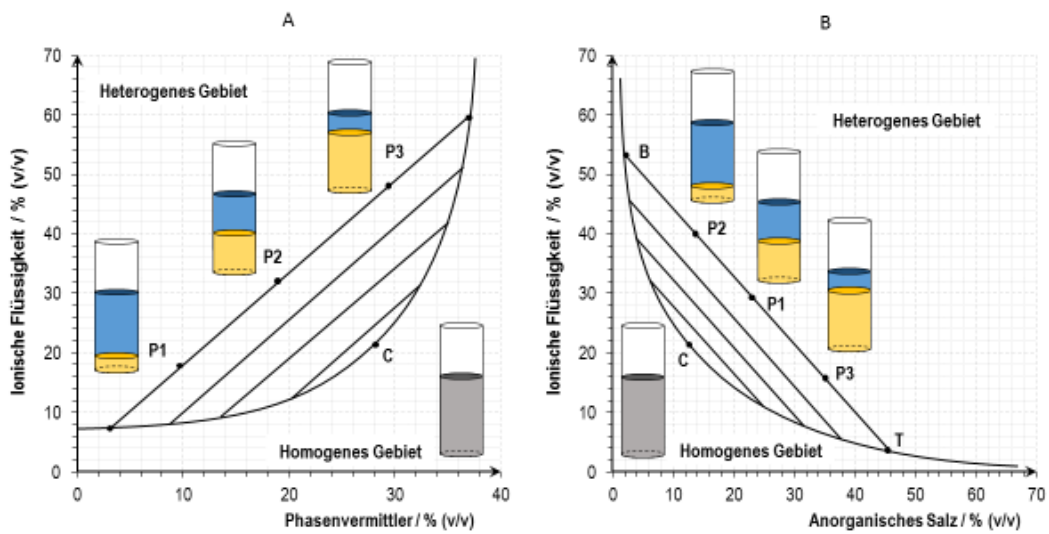 A
B
70
60
50
40
30
20
10
0
Ionische Flüssigkeit / % (v/v)
Heterogenes Gebiet
P3
P2
P1
C
Homogenes Gebiet
0 10 20 30 40
Phasenvermittler / % (v/v)
70
60
50
40
30
20
10
0
Ionische Flüssigkeit / % (v/v)
Heterogenes Gebiet
B
P2
P1
C
P3
T
Homogenes Gebiet
0 10 20 30 40 50 60 70
Anorganisches Salz / % (v/v)